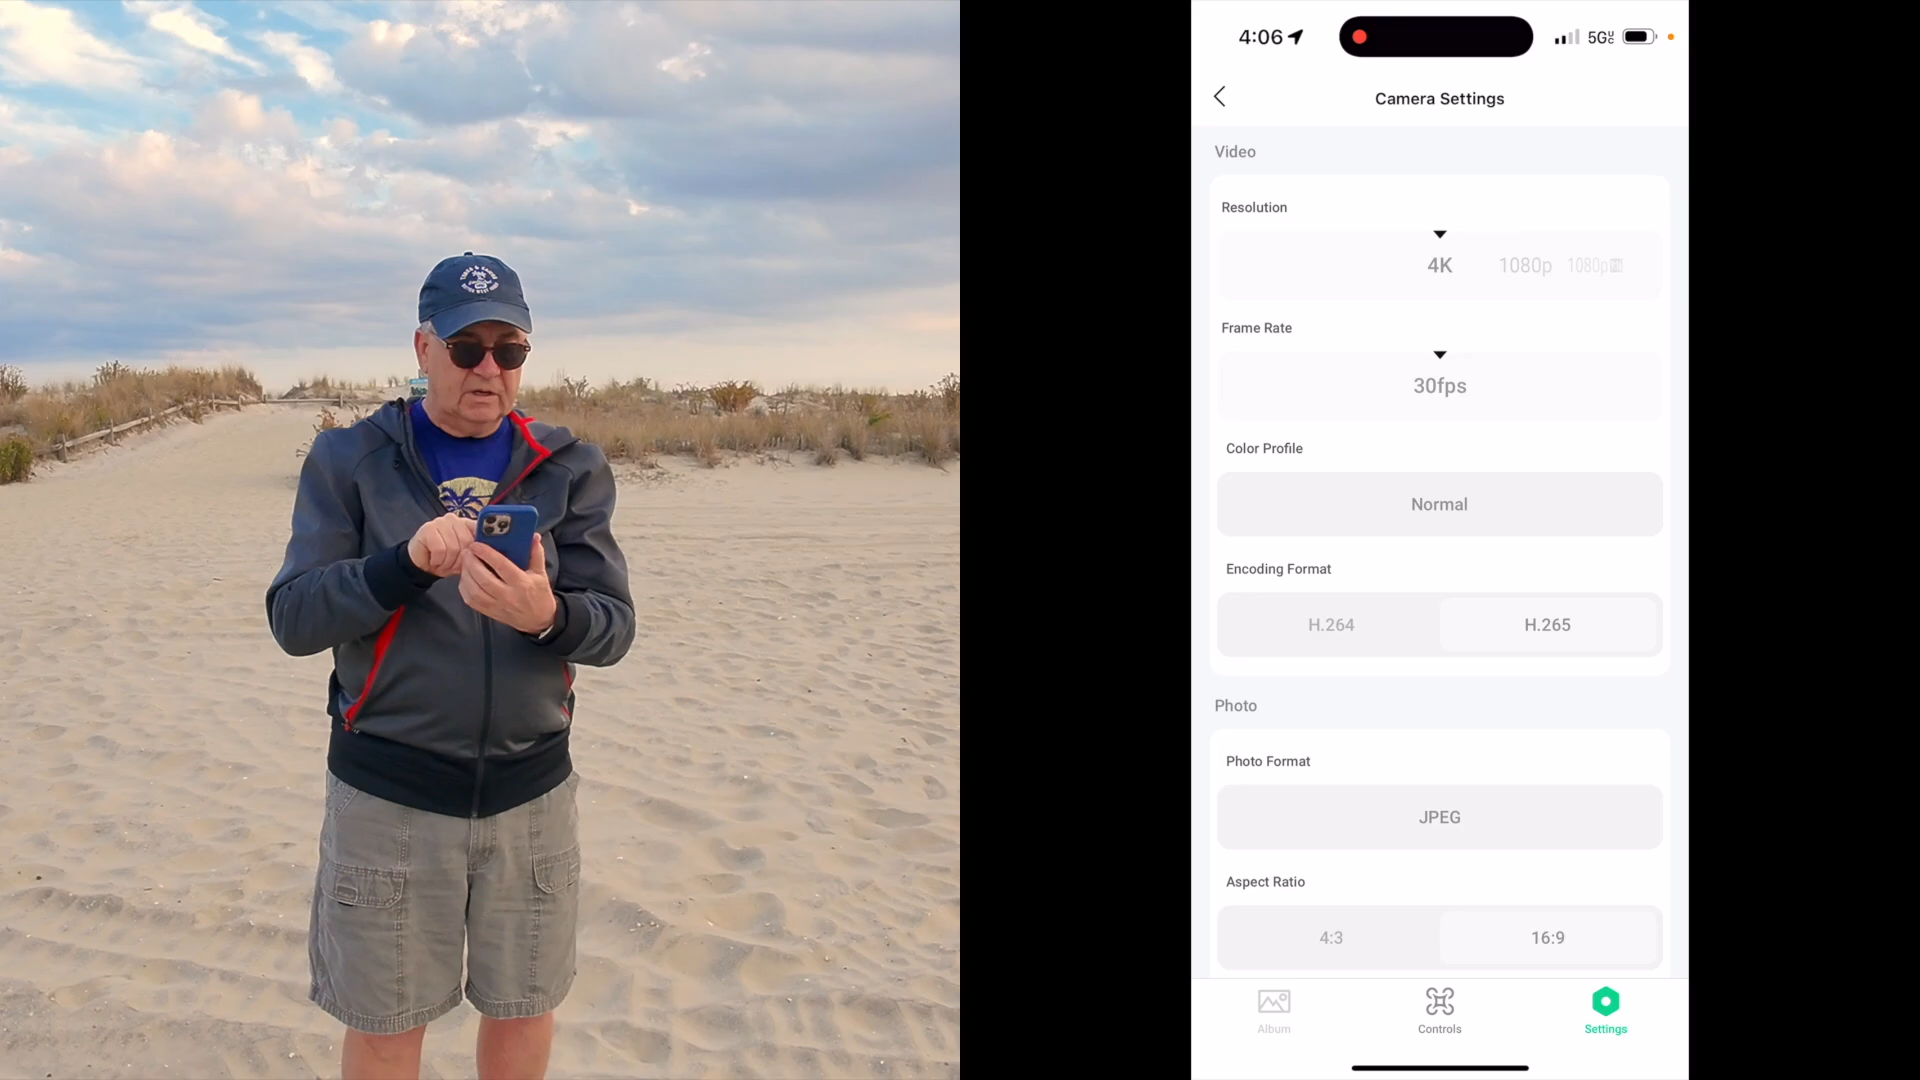 4:06
5G
Camera Settings
Video
Resolution
4K
1080p
1080p
Frame Rate
30fps
Color Profile
Normal
Encoding Format
H.264
H.265
Photo
Photo Format
JPEG
Aspect Ratio
4:3
16:9
Album
Controls
Settings